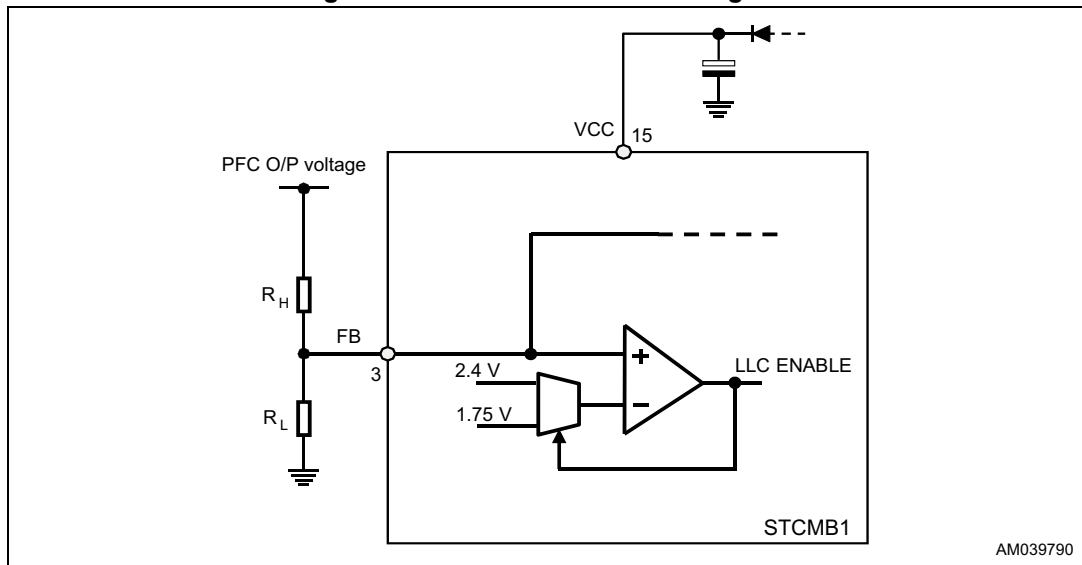 VCC
15
PFC O/P voltage
R H
FB
3
2.4 V
LLC ENABLE
1.75 V
R L
STCMB1
AM039790